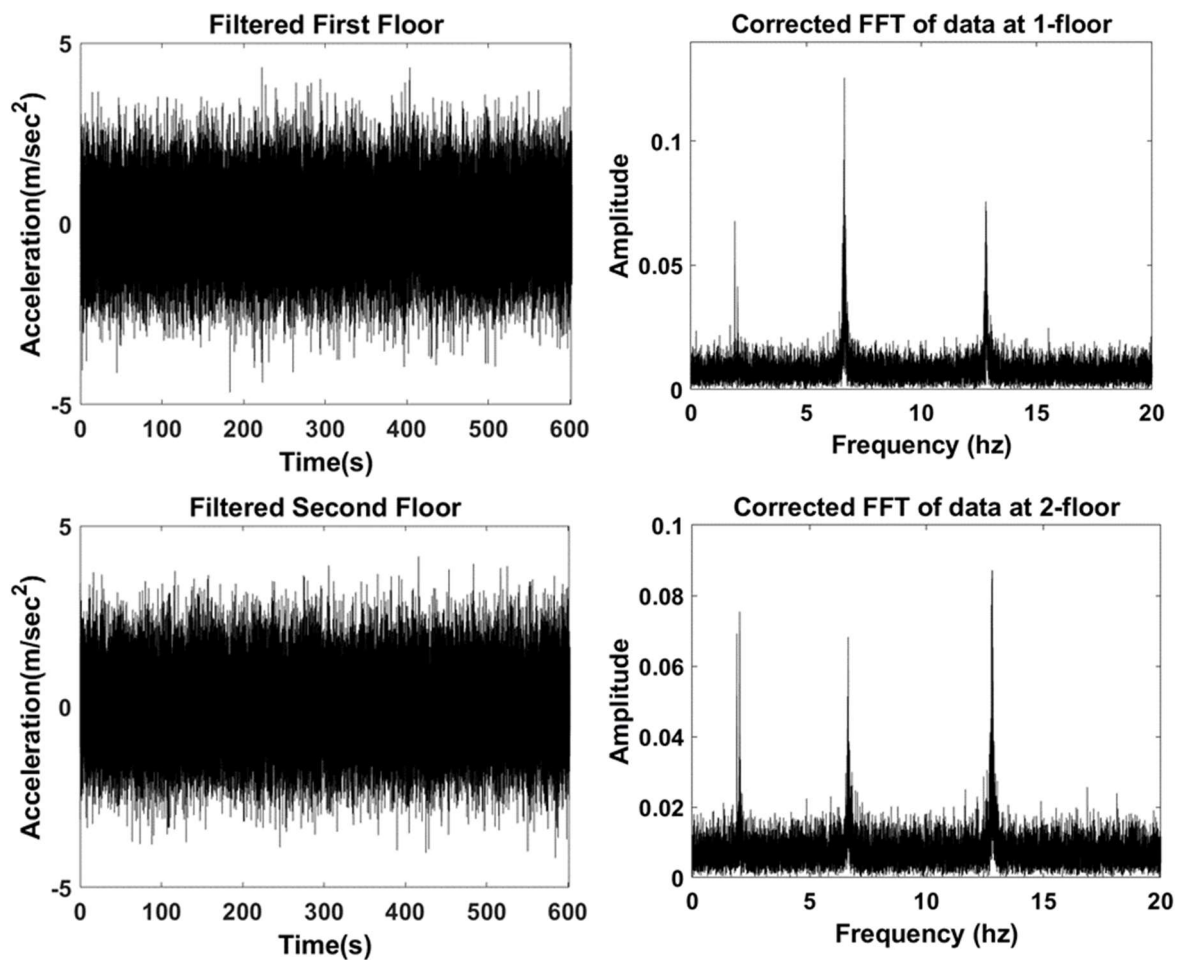 Filtered First Floor
5
0
-5
Acceleration(m/sec²)
0 100 200 300 400 500 600
Time(s)
Corrected FFT of data at 1-floor
0.1
0.05
0
Amplitude
0 5 10 15 20
Frequency (hz)
Filtered Second Floor
5
0
-5
Acceleration(m/sec²)
0 100 200 300 400 500 600
Time(s)
Corrected FFT of data at 2-floor
0.1
0.08
0.06
0.04
0.02
0
Amplitude
0 5 10 15 20
Frequency (hz)